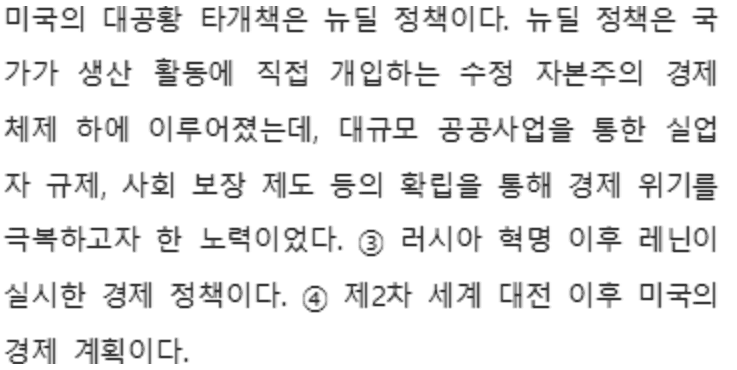 미국의 대공황 타개책은 뉴딜 정책이다. 뉴딜 정책은 국
가가 생산 활동에 직접 개입하는 수정 자본주의 경제
체제 하에 이루어졌는데, 대규모 공공사업을 통한 실업
자 규제, 사회 보장 제도 등의 확립을 통해 경제 위기를
극복하고자 한 노력이었다. ③ 러시아 혁명 이후 레닌이
실시한 경제 정책이다. ④ 제2차 세계 대전 이후 미국의
경제 계획이다.